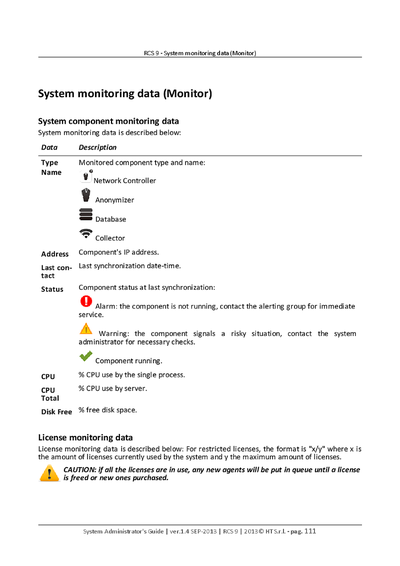 RCS 9 - System monitoring data (Monitor)
System monitoring data (Monitor)
System component monitoring data
System monitoring data is described below:
Data Description
Type Monitored component type and name:
Name
Network Controller
Anonymizer
Database
Collector
Address Component's IP address.
Last con- Last synchronization date-time.
tact
Status Component status at last synchronization:
Alarm: the component is not running, contact the alerting group for immediate
service.
Warning: the component signals a risky situation, contact the system
administrator for necessary checks.
Component running.
CPU % CPU use by the single process.
CPU % CPU use by server.
Total
Disk Free % free disk space.
License monitoring data
License monitoring data is described below: For restricted licenses, the format is "x/y" where x is
the amount of licenses currently used by the system and y the maximum amount of licenses.
CAUTION: if all the licenses are in use, any new agents will be put in queue until a license
is freed or new ones purchased.
System Administrator's Guide | ver.1.4 SEP-2013 | RCS 9 | 2013 © HT S.r.l. - pag. 111